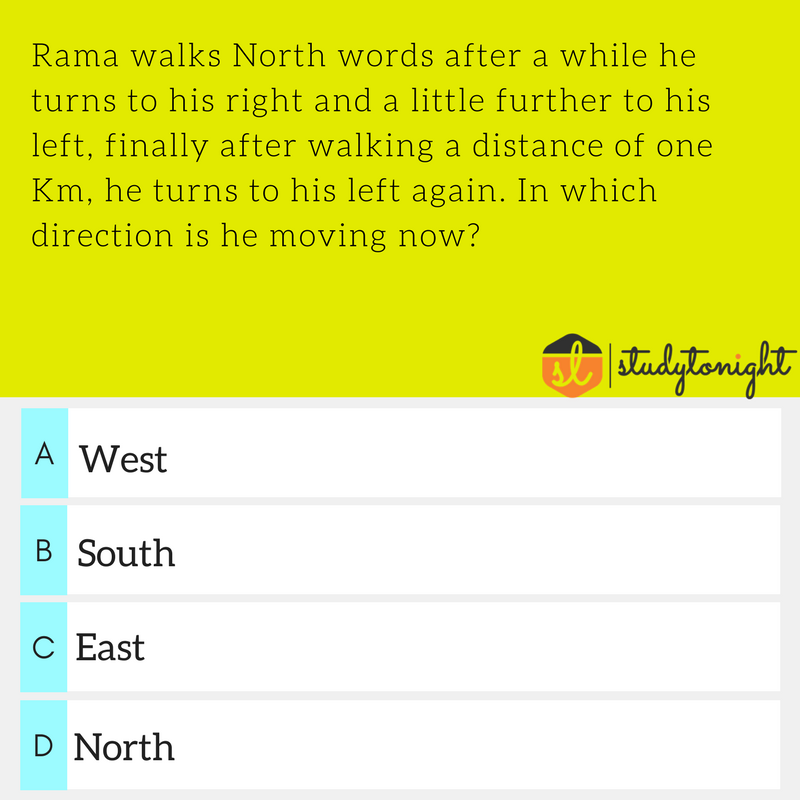 Rama walks North words after a while he
turns to his right and a little further to his
left, finally after walking a distance of one
Km, he turns to his left again. In which
direction is he moving now?
sl studytonight
A West
B South
C East
D North